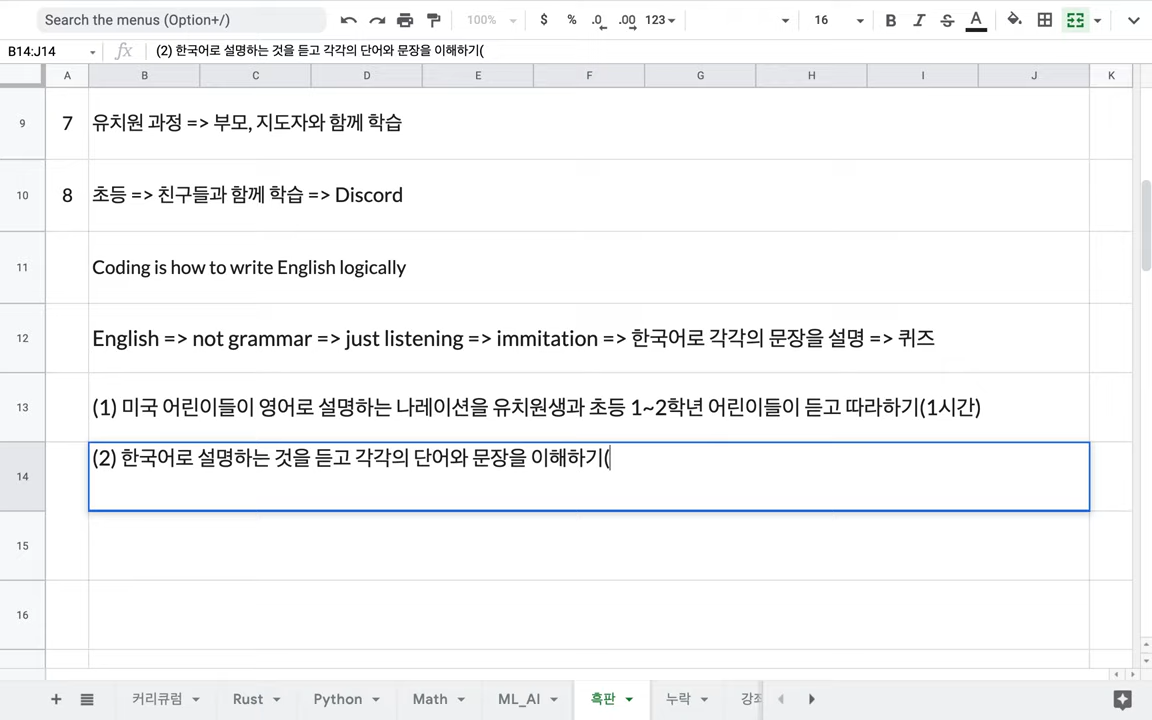 Search the menus (Option+/)
100%
$ % .0 .00 123
16
B I S A
B14:J14
fx
(2) 한국어로 설명하는 것을 듣고 각각의 단어와 문장을 이해하기(
A B C D E F G H I J K
9 7 유치원 과정 => 부모, 지도자와 함께 학습
10 8 초등 => 친구들과 함께 학습 => Discord
11 Coding is how to write English logically
12 English => not grammar => just listening => immitation => 한국어로 각각의 문장을 설명 => 퀴즈
13 (1) 미국 어린이들이 영어로 설명하는 나레이션을 유치원생과 초등 1~2학년 어린이들이 듣고 따라하기(1시간)
14 (2) 한국어로 설명하는 것을 듣고 각각의 단어와 문장을 이해하기(
15
16
+ 커리큐럼 Rust Python Math ML_AI 흑판 누락 강좌